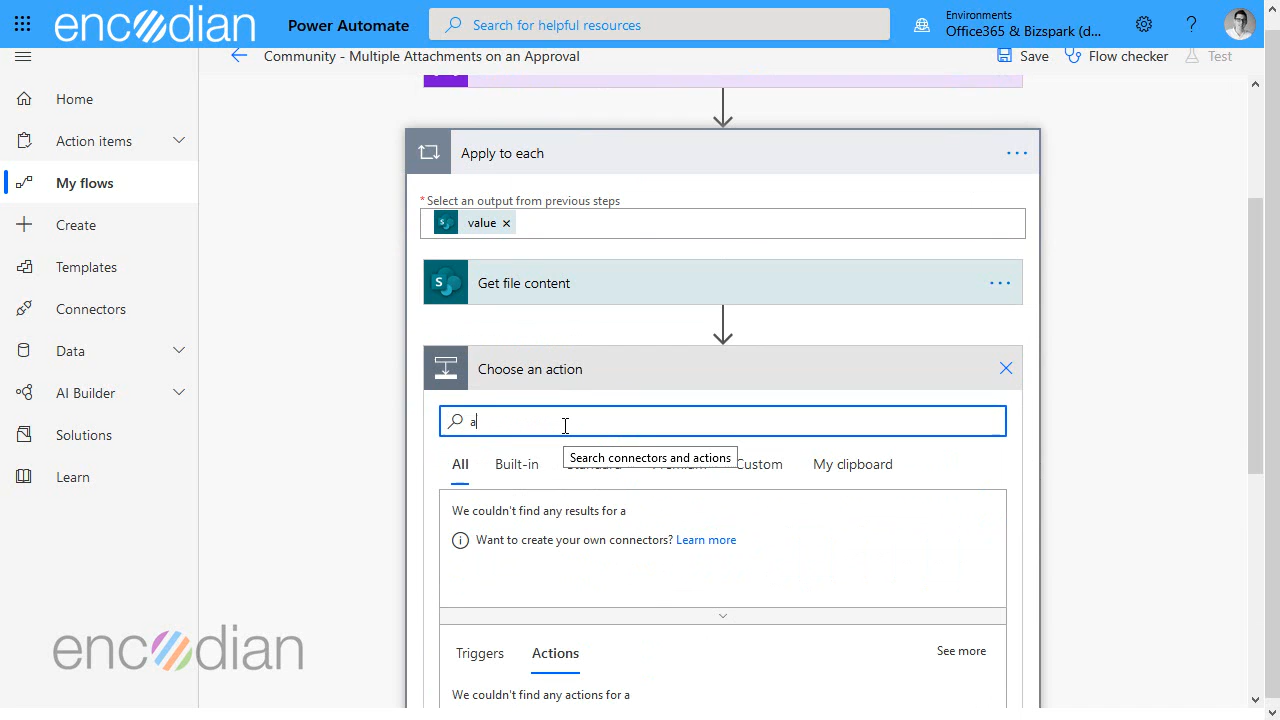 encodian
Power Automate
Search for helpful resources
Environments
Office365 & Bizspark (d...
?
Community - Multiple Attachments on an Approval
Save
Flow checker
Test
Home
Action items
My flows
Create
Templates
Connectors
Data
AI Builder
Solutions
Learn
Apply to each
...
* Select an output from previous steps
S
value ×
S
Get file content
...
Choose an action
a
Search connectors and actions
All
Built-in
Custom
My clipboard
We couldn't find any results for a
Want to create your own connectors? Learn more
Triggers
Actions
See more
We couldn't find any actions for a
encodian